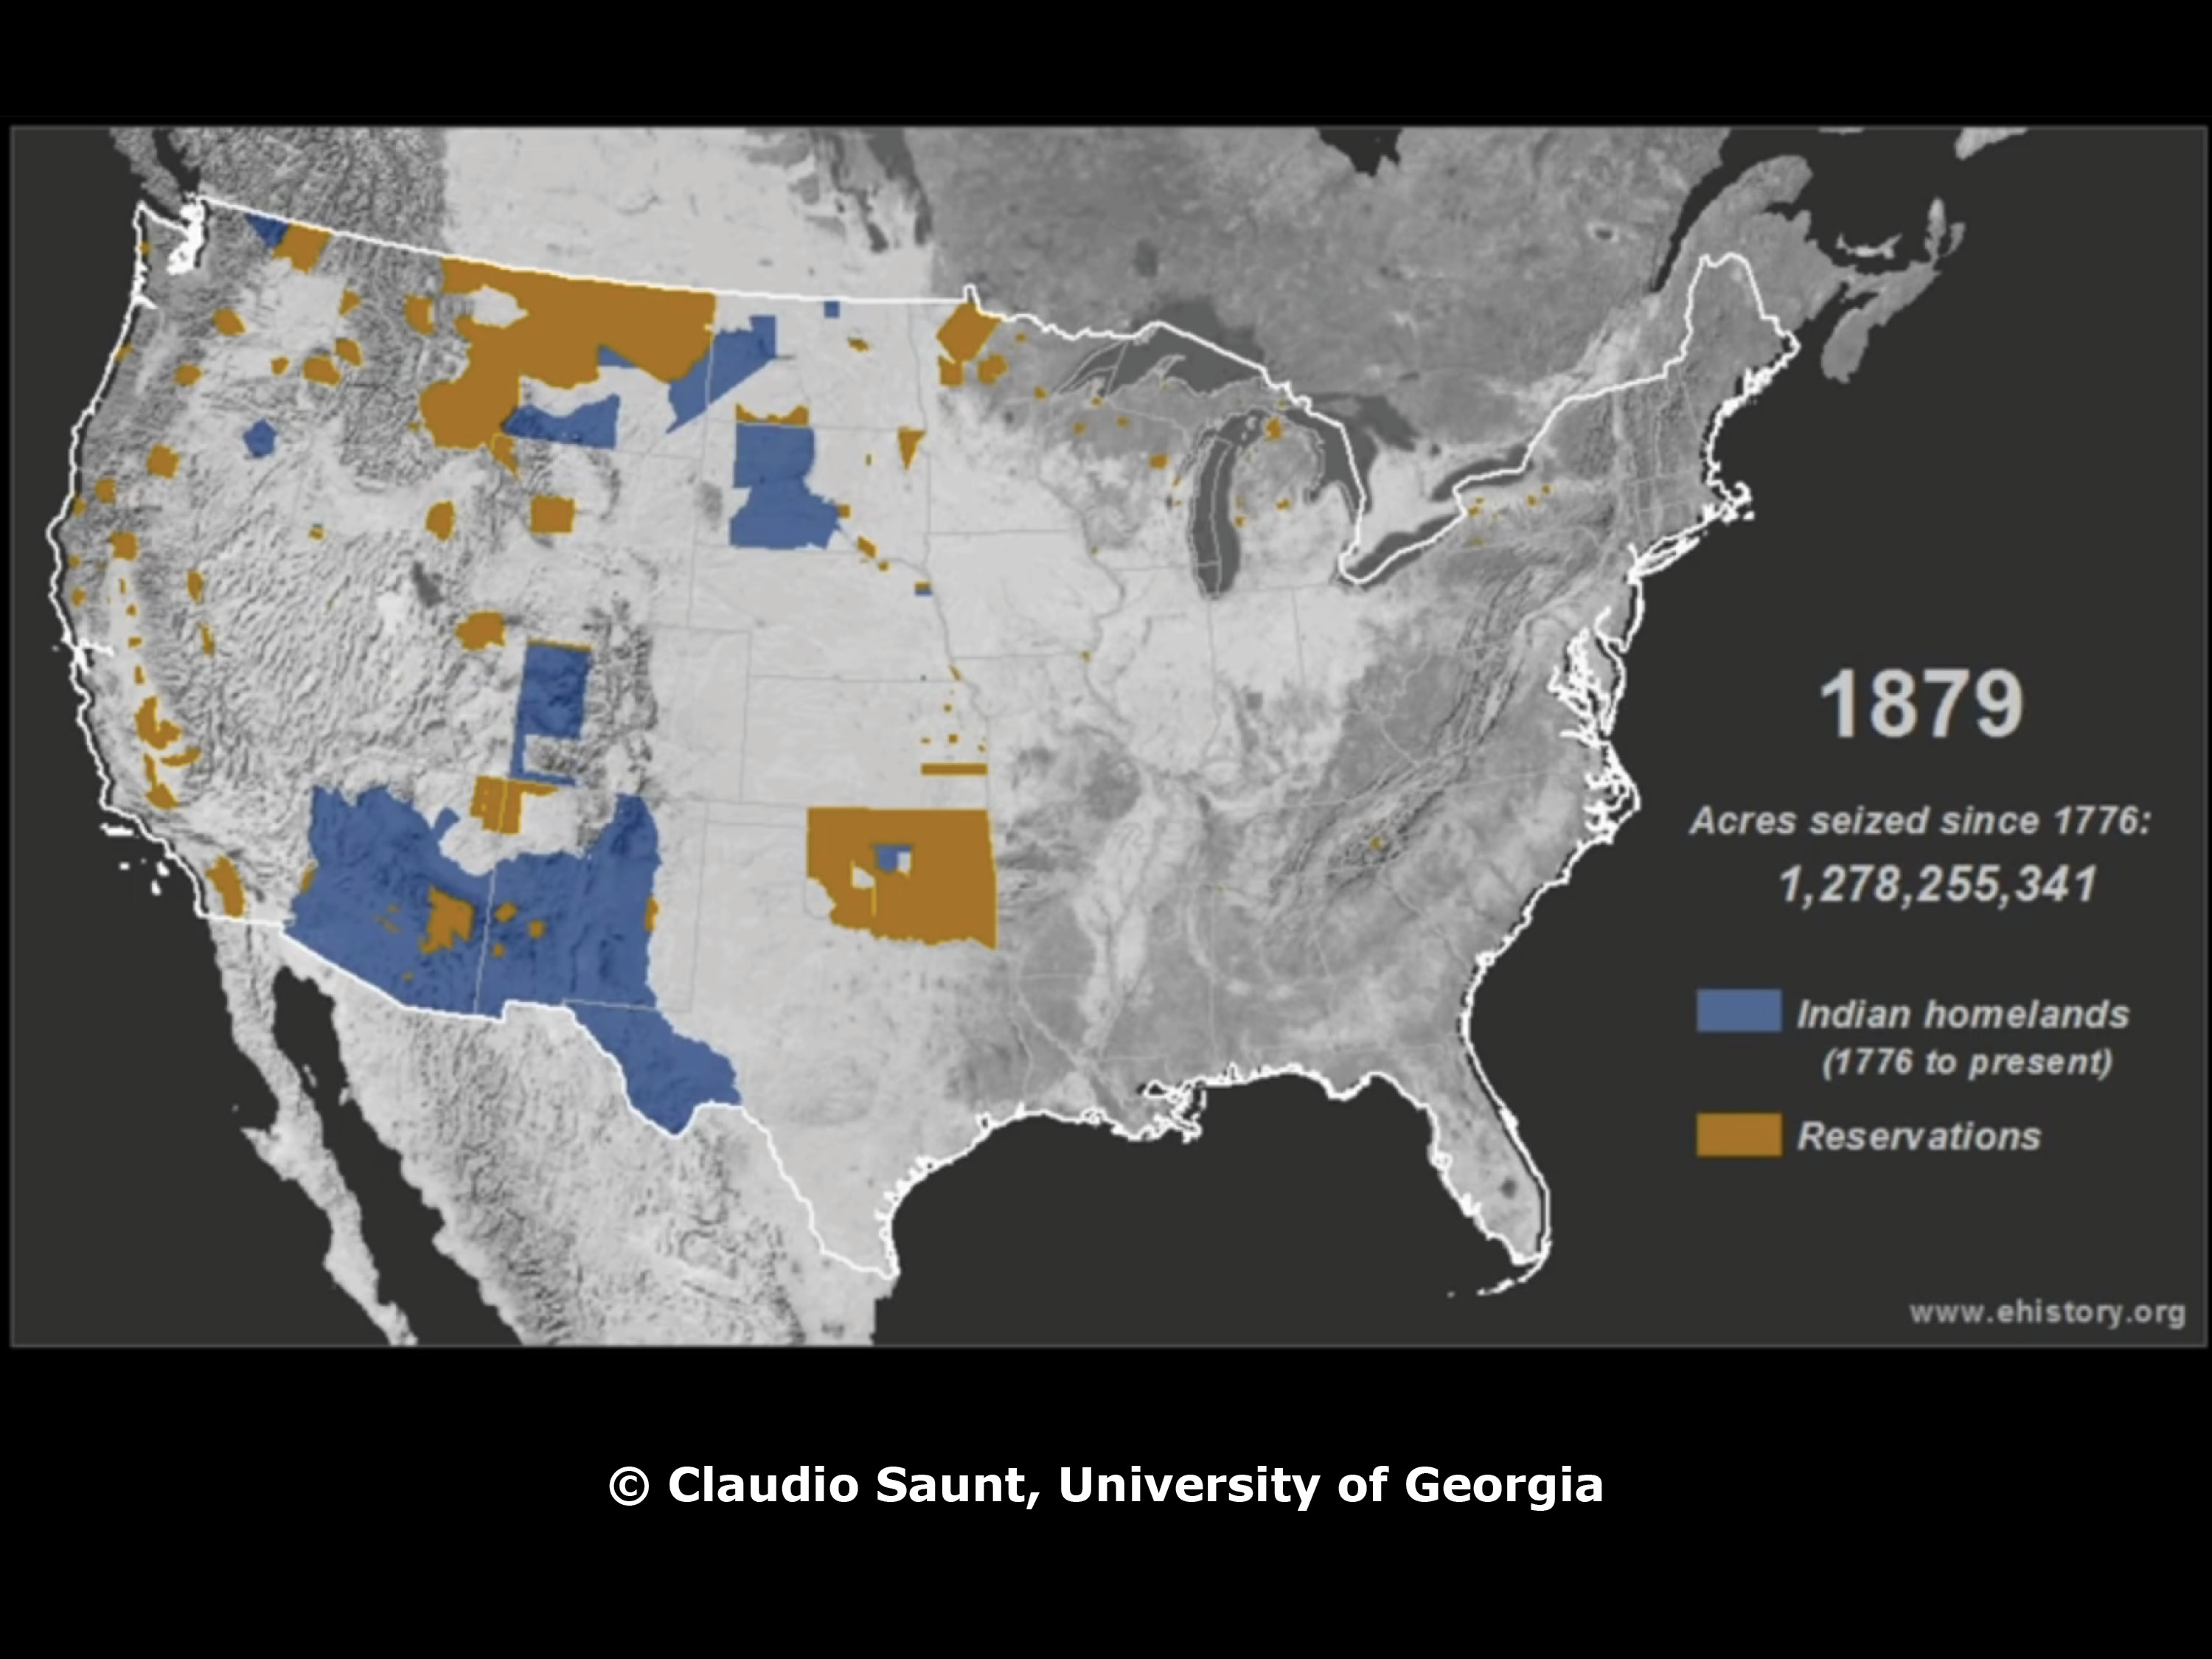 1879
Acres seized since 1776:
1,278,255,341
Indian homelands
(1776 to present)
Reservations
www.ehistory.org
© Claudio Saunt, University of Georgia